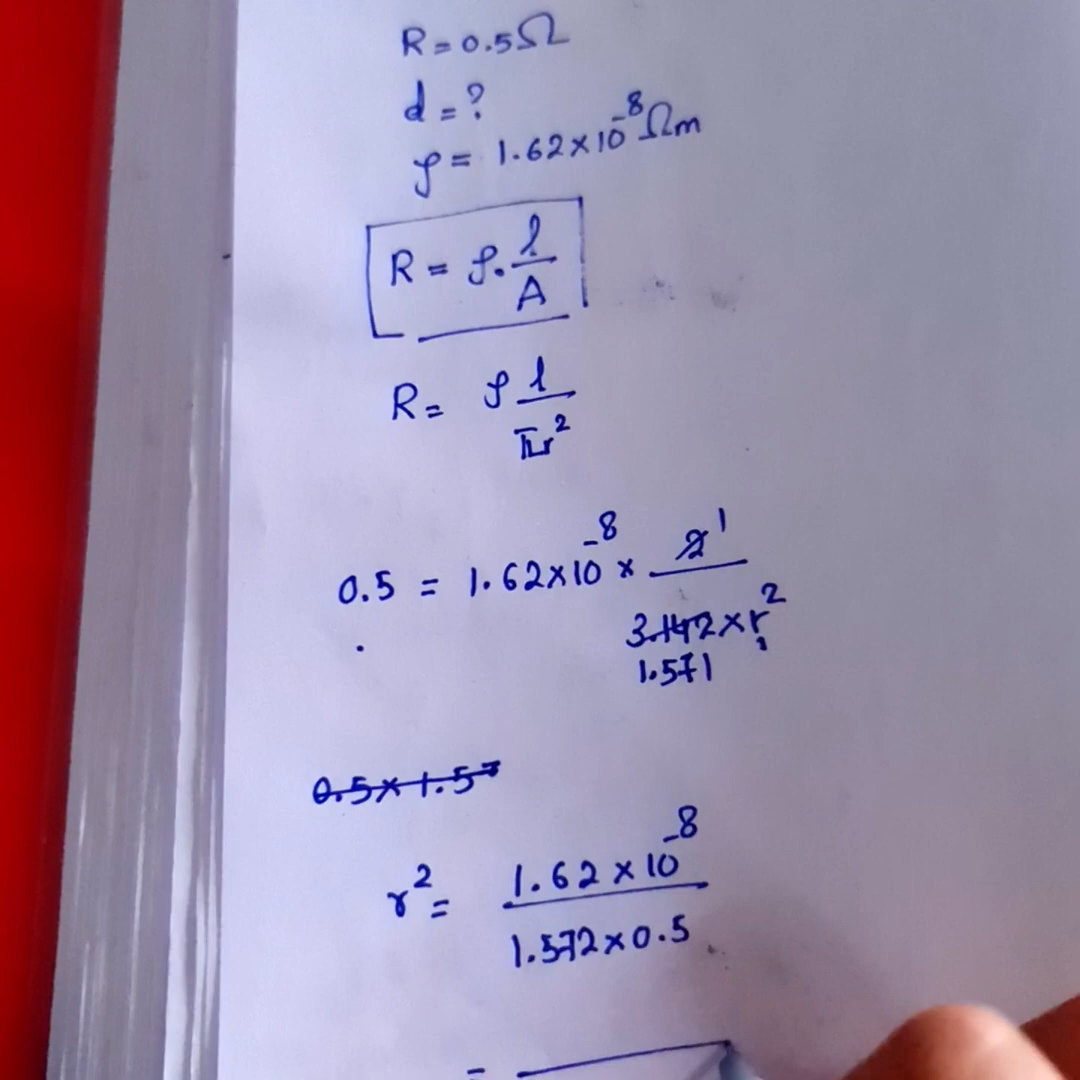 R = 0.5Ω
d = ?
ρ = 1.62×10⁻⁸ Ωm
R = ρ. l/A
R = ρ l/πr²
0.5 = 1.62×10⁻⁸ × 2 1/3.142×r²
1.571
0.5×1.57
r² = 1.62×10⁻⁸/1.572×0.5
=